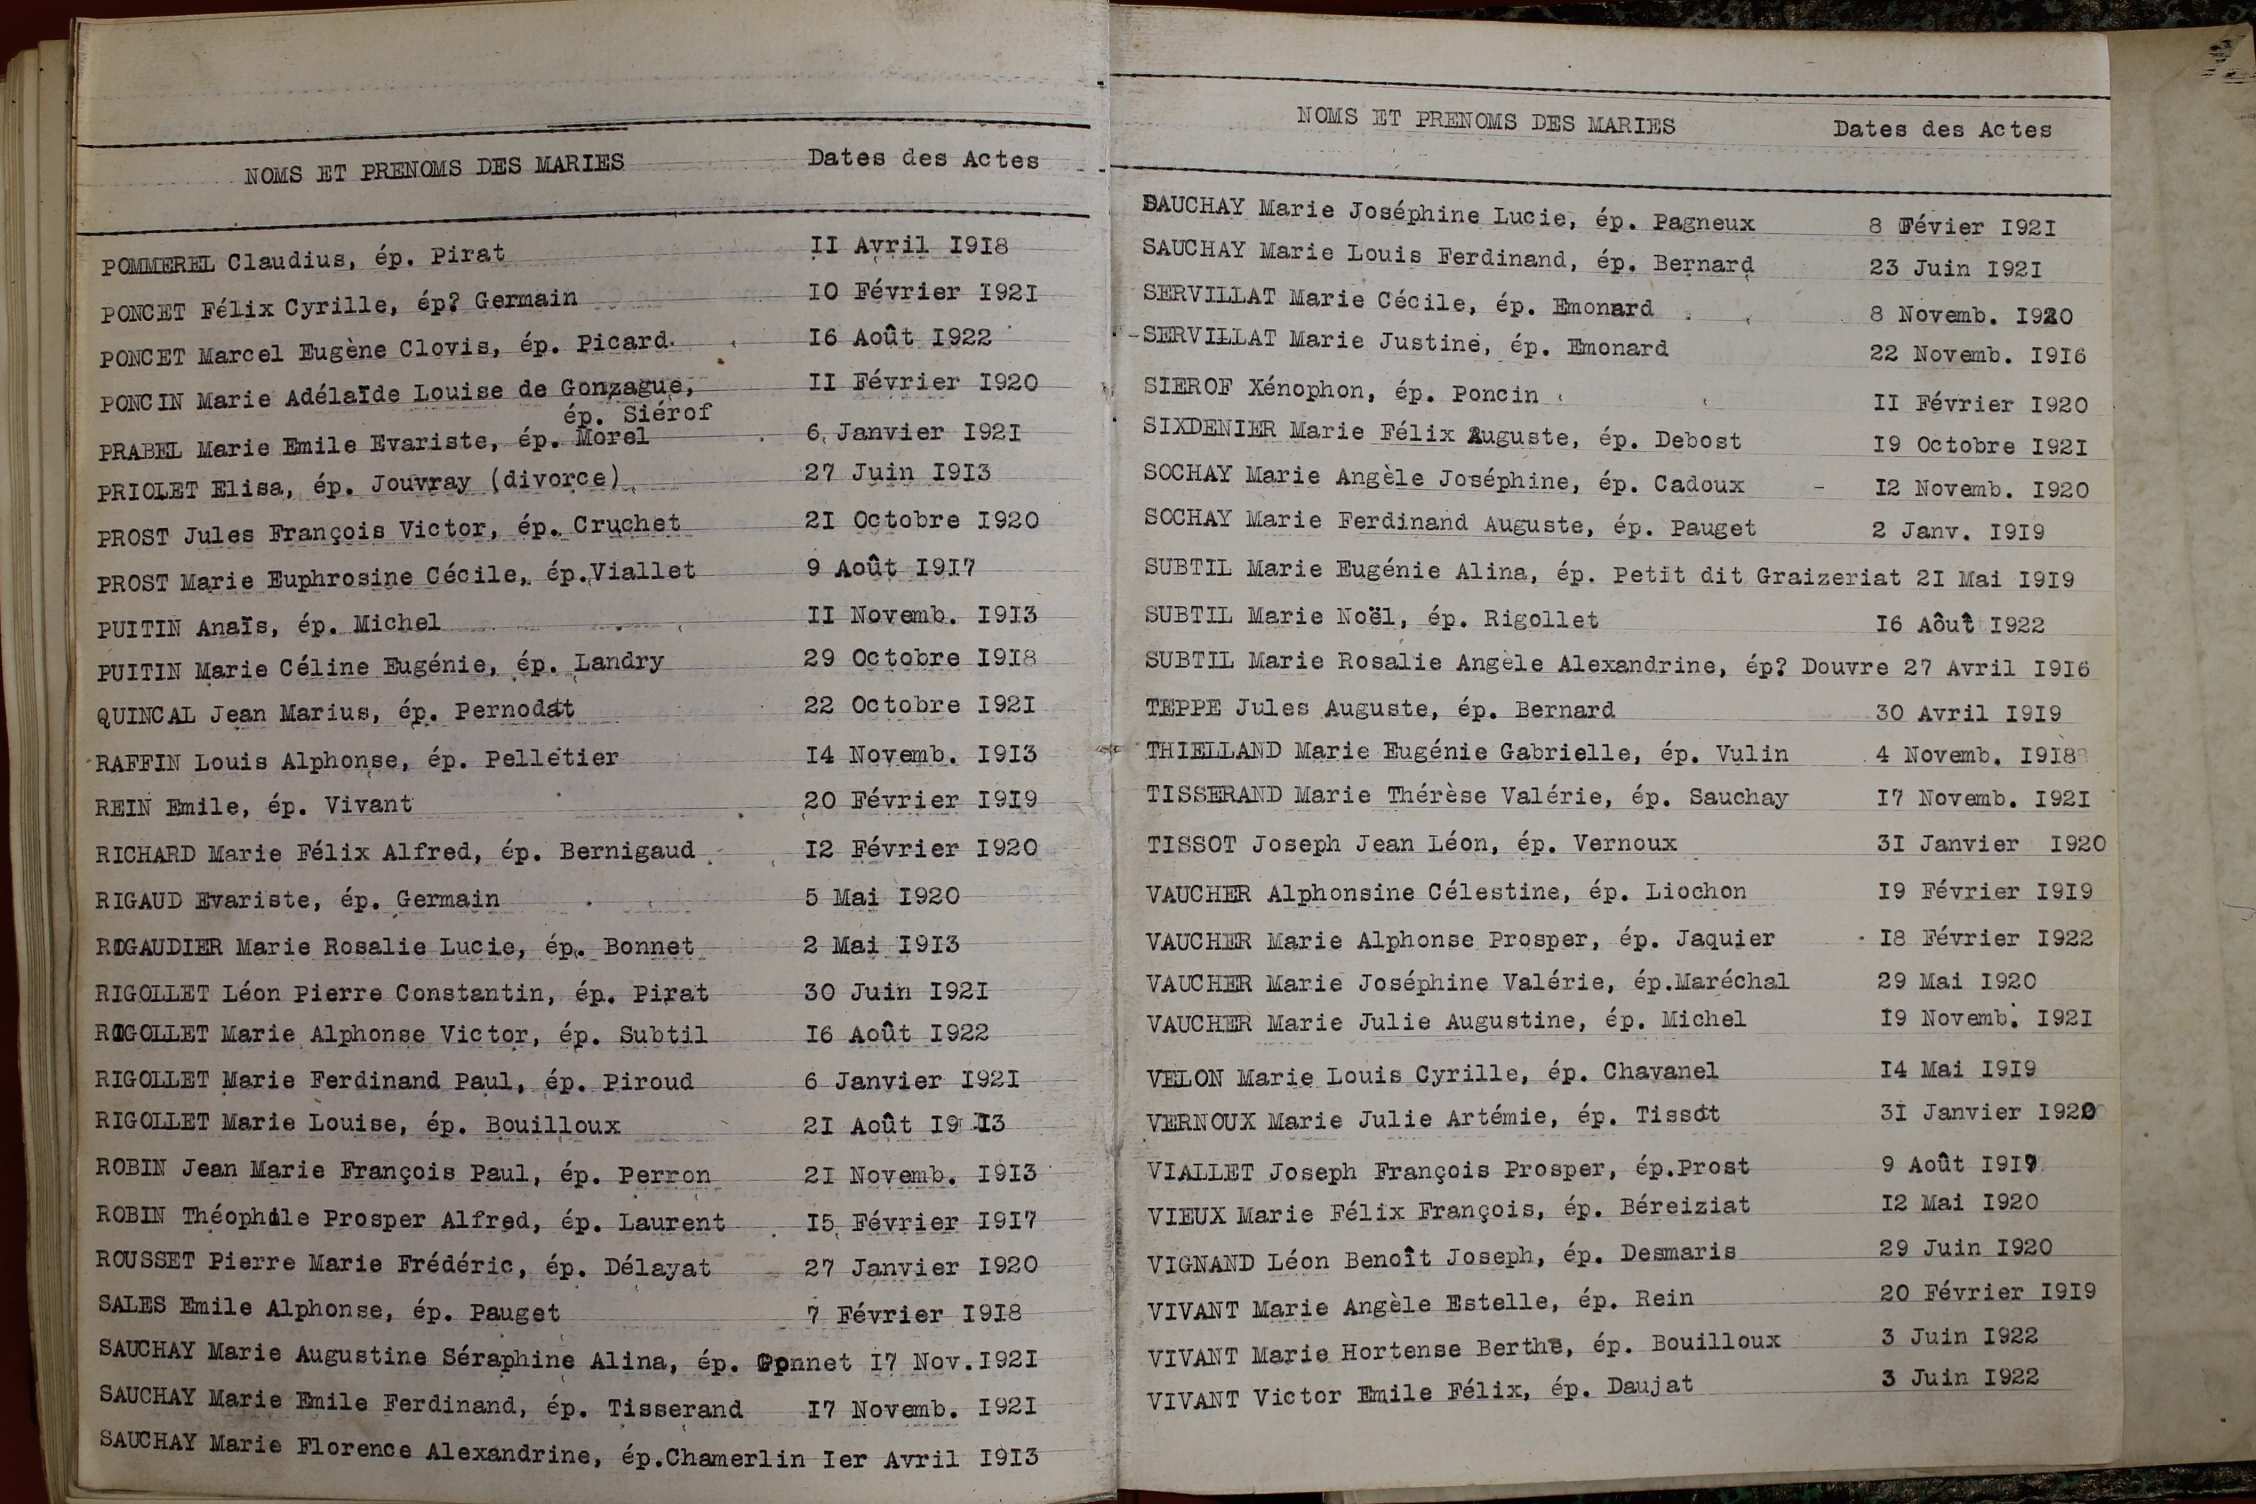 NOMS ET PRENOMS DES MARIES Dates des Actes
POMMEREL Claudius, ép. Pirat II Avril I9I8
PONCET Félix Cyrille, ép? Germain I0 Février I92I
PONCET Marcel Eugène Clovis, ép. Picard I6 Août I922
PONCIN Marie Adélaïde Louise de Gonzague, II Février I920
ép. Siérof
PRABEL Marie Emile Evariste, ép. Morel 6 Janvier I92I
PRIOLET Elisa, ép. Jouvray (divorce) 27 Juin I9I3
PROST Jules François Victor, ép. Cruchet 2I Octobre I920
PROST Marie Euphrosine Cécile, ép.Viallet 9 Août I9I7
PUITIN Anaïs, ép. Michel II Novemb. I9I3
PUITIN Marie Céline Eugénie, ép. Landry 29 Octobre I9I8
QUINCAL Jean Marius, ép. Pernodat 22 Octobre I92I
RAFFIN Louis Alphonse, ép. Pelletier I4 Novemb. I9I3
REIN Emile, ép. Vivant 20 Février I9I9
RICHARD Marie Félix Alfred, ép. Bernigaud I2 Février I920
RIGAUD Evariste, ép. Germain 5 Mai I920
RIGAUDIER Marie Rosalie Lucie, ép. Bonnet 2 Mai I9I3
RIGOLLET Léon Pierre Constantin, ép. Pirat 30 Juin I92I
RIGOLLET Marie Alphonse Victor, ép. Subtil I6 Août I922
RIGOLLET Marie Ferdinand Paul, ép. Piroud 6 Janvier I92I
RIGOLLET Marie Louise, ép. Bouilloux 2I Août I9 I3
ROBIN Jean Marie François Paul, ép. Perron 2I Novemb. I9I3
ROBIN Théophile Prosper Alfred, ép. Laurent I5 Février I9I7
ROUSSET Pierre Marie Frédéric, ép. Délayat 27 Janvier I920
SALES Emile Alphonse, ép. Pauget 7 Février I9I8
SAUCHAY Marie Augustine Séraphine Alina, ép. Gonnet I7 Nov.I92I
SAUCHAY Marie Emile Ferdinand, ép. Tisserand I7 Novemb. I92I
SAUCHAY Marie Florence Alexandrine, ép.Chamerlin Ier Avril I9I3
NOMS ET PRENOMS DES MARIES Dates des Actes
SAUCHAY Marie Joséphine Lucie, ép. Pagneux 8 Févier I92I
SAUCHAY Marie Louis Ferdinand, ép. Bernard 23 Juin I92I
SERVILLAT Marie Cécile, ép. Emonard 8 Novemb. I920
-SERVILLAT Marie Justine, ép. Emonard 22 Novemb. I9I6
SIEROF Xénophon, ép. Poncin II Février I920
SIXDENIER Marie Félix Auguste, ép. Debost I9 Octobre I92I
SOCHAY Marie Angèle Joséphine, ép. Cadoux - I2 Novemb. I920
SOCHAY Marie Ferdinand Auguste, ép. Pauget 2 Janv. I9I9
SUBTIL Marie Eugénie Alina, ép. Petit dit Graizeriat 2I Mai I9I9
SUBTIL Marie Noël, ép. Rigollet I6 Aôut I922
SUBTIL Marie Rosalie Angèle Alexandrine, ép? Douvre 27 Avril I9I6
TEPPE Jules Auguste, ép. Bernard 30 Avril I9I9
THIELLAND Marie Eugénie Gabrielle, ép. Vulin 4 Novemb. I9I8
TISSERAND Marie Thérèse Valérie, ép. Sauchay I7 Novemb. I92I
TISSOT Joseph Jean Léon, ép. Vernoux 3I Janvier I920
VAUCHER Alphonsine Célestine, ép. Liochon I9 Février I9I9
VAUCHER Marie Alphonse Prosper, ép. Jaquier I8 Février I922
VAUCHER Marie Joséphine Valérie, ép.Maréchal 29 Mai I920
VAUCHER Marie Julie Augustine, ép. Michel I9 Novemb. I92I
VELON Marie Louis Cyrille, ép. Chavanel I4 Mai I9I9
VERNOUX Marie Julie Artémie, ép. Tissot 3I Janvier I920
VIALLET Joseph François Prosper, ép.Prost 9 Août I9I7
VIEUX Marie Félix François, ép. Béreiziat I2 Mai I920
VIGNAND Léon Benoît Joseph, ép. Desmaris 29 Juin I920
VIVANT Marie Angèle Estelle, ép. Rein 20 Février I9I9
VIVANT Marie Hortense Berthe, ép. Bouilloux 3 Juin I922
VIVANT Victor Emile Félix, ép. Daujat 3 Juin I922